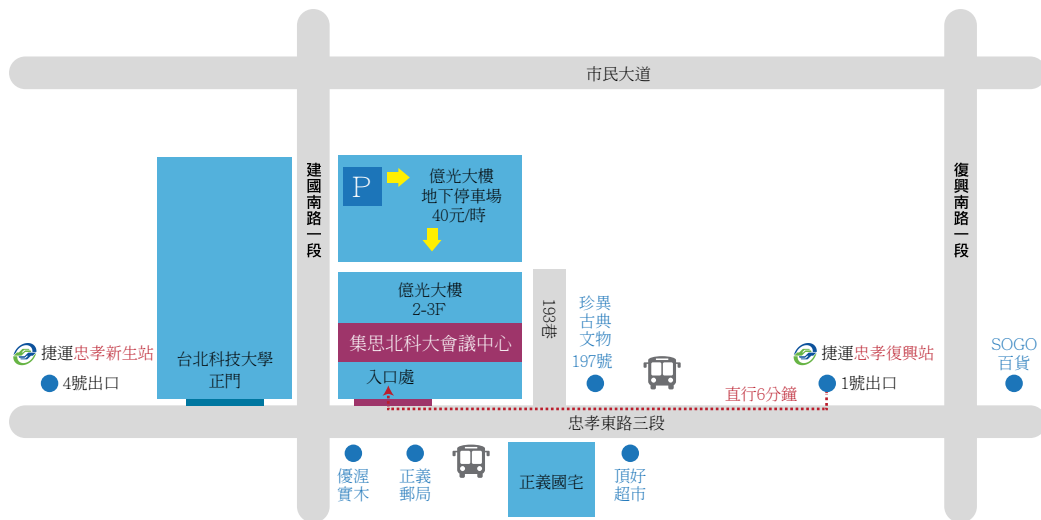 市民大道
建國南路一段
復興南路一段
P
億光大樓
地下停車場
40元/時
億光大樓
2-3F
集思北科大會議中心
入口處
193巷
珍異
古典
文物
197號
台北科技大學
正門
捷運忠孝新生站
4號出口
捷運忠孝復興站
1號出口
SOGO
百貨
直行6分鐘
忠孝東路三段
優渥
實木
正義
郵局
正義國宅
頂好
超市